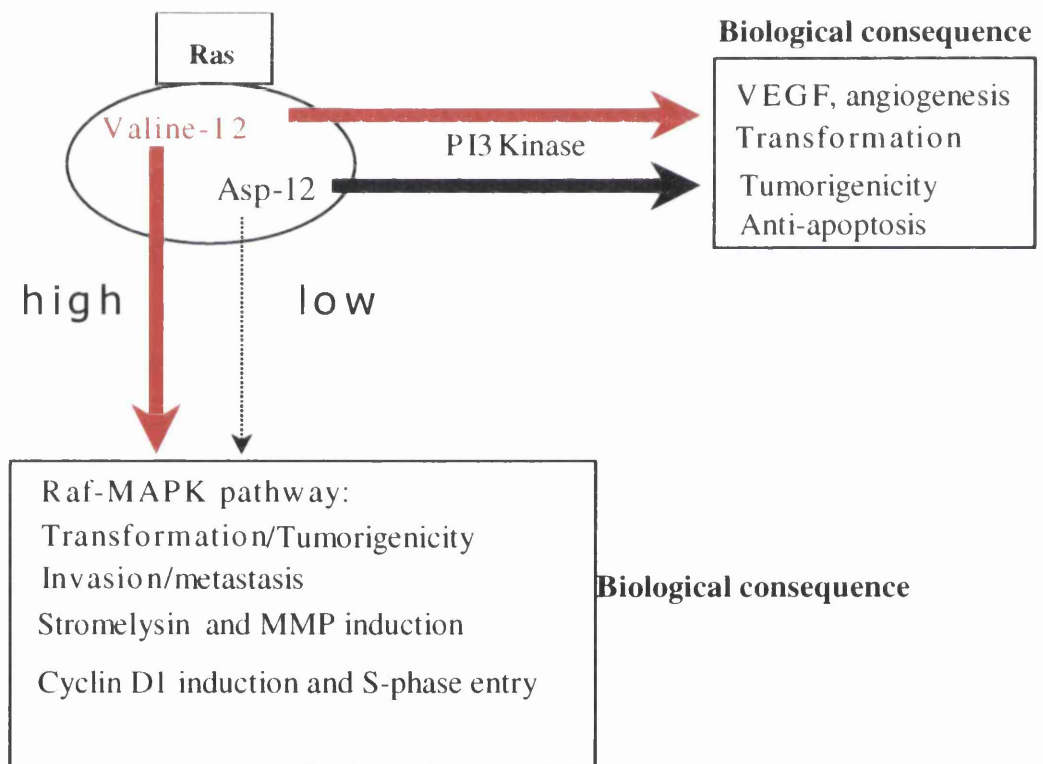 Biological consequence
Ras
Valine-12
Asp-12
PI3 Kinase
VEGF, angiogenesis
Transformation
Tumorigenicity
Anti-apoptosis
high
low
Raf-MAPK pathway:
Transformation/Tumorigenicity
Invasion/metastasis
Stromelysin and MMP induction
Cyclin D1 induction and S-phase entry
Biological consequence